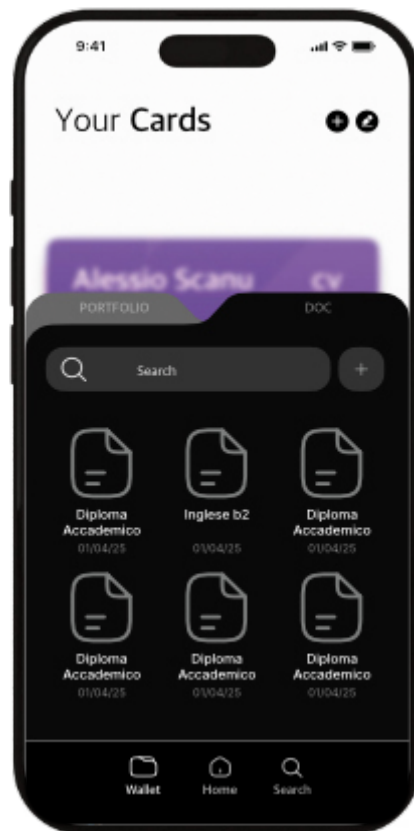 9:41
Your Cards
Alessio Scanu cv
PORTFOLIO DOC
Search
Diploma Accademico
01/04/25
Inglese b2
01/04/25
Diploma Accademico
01/04/25
Diploma Accademico
01/04/25
Diploma Accademico
01/04/25
Diploma Accademico
01/04/25
Wallet Home Search